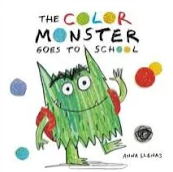 THE COLOR
MONSTER
GOES TO SCHOOL
ANNA LLENAS